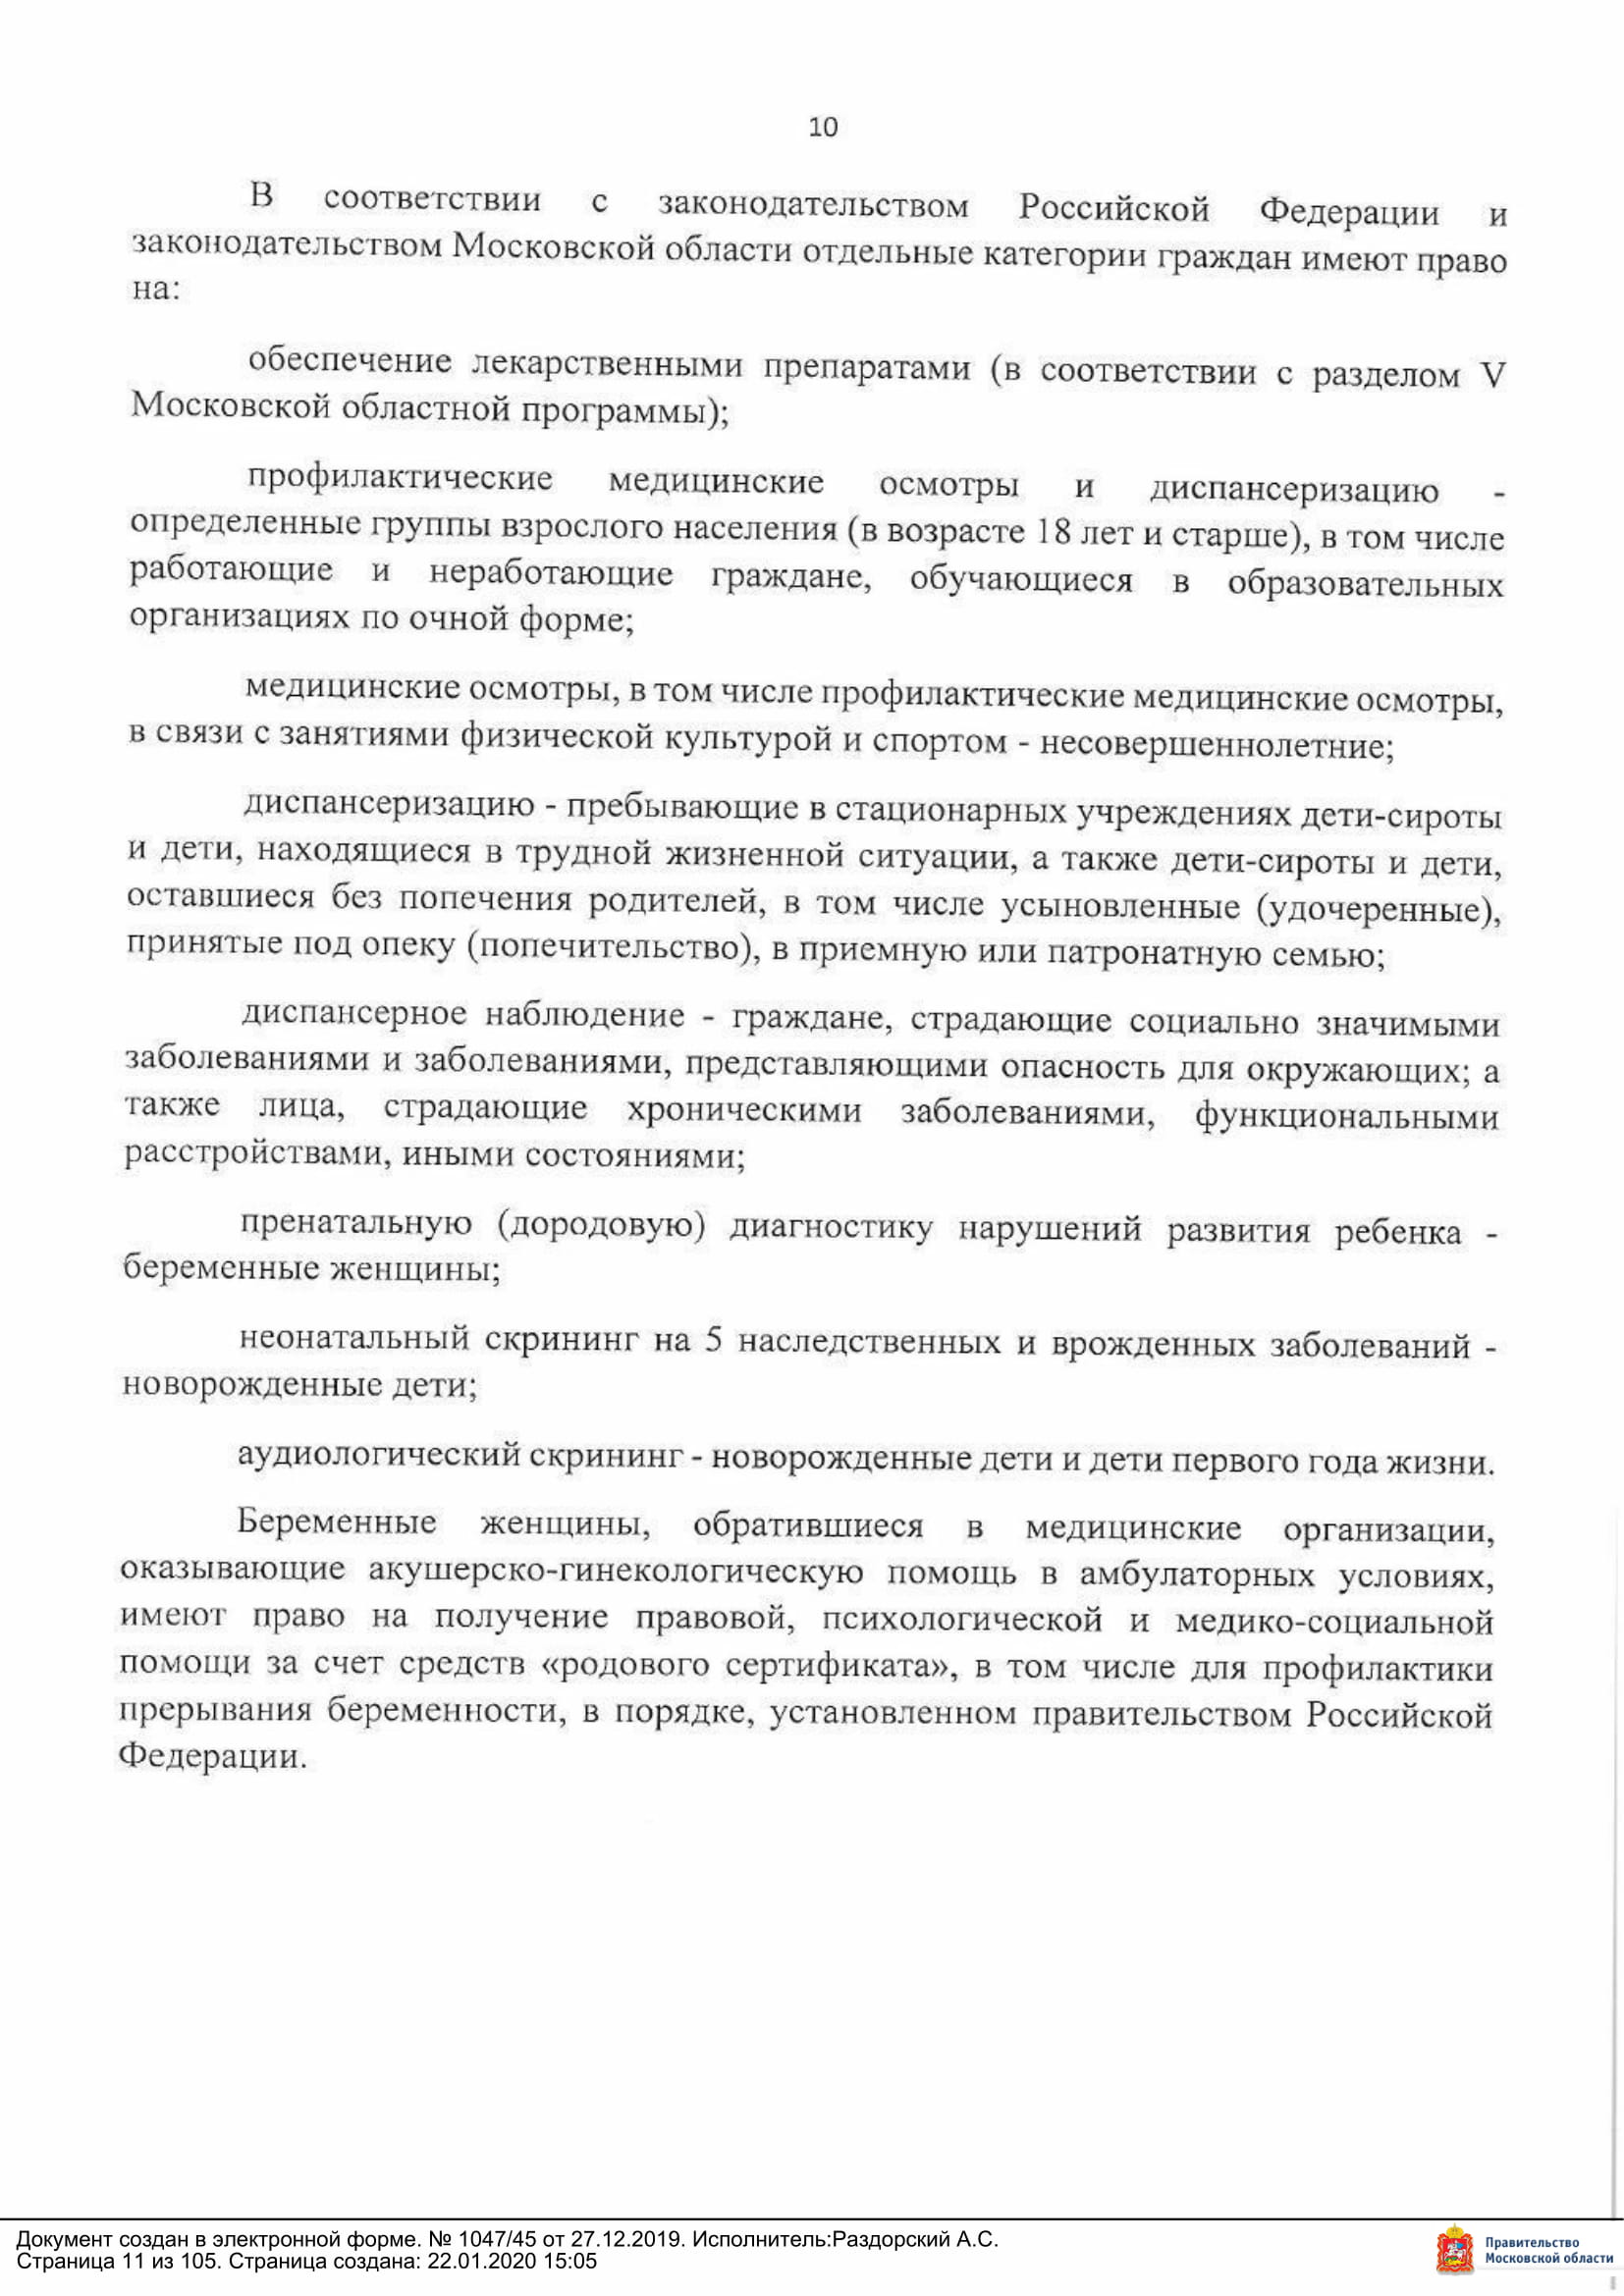 10
В соответствии с законодательством Российской Федерации и
законодательством Московской области отдельные категории граждан имеют право
на:
обеспечение лекарственными препаратами (в соответствии с разделом V
Московской областной программы);
профилактические медицинские осмотры и диспансеризацию -
определенные группы взрослого населения (в возрасте 18 лет и старше), в том числе
работающие и неработающие граждане, обучающиеся в образовательных
организациях по очной форме;
медицинские осмотры, в том числе профилактические медицинские осмотры,
в связи с занятиями физической культурой и спортом - несовершеннолетние;
диспансеризацию - пребывающие в стационарных учреждениях дети-сироты
и дети, находящиеся в трудной жизненной ситуации, а также дети-сироты и дети,
оставшиеся без попечения родителей, в том числе усыновленные (удочеренные),
принятые под опеку (попечительство), в приемную или патронатную семью;
диспансерное наблюдение - граждане, страдающие социально значимыми
заболеваниями и заболеваниями, представляющими опасность для окружающих; а
также лица, страдающие хроническими заболеваниями, функциональными
расстройствами, иными состояниями;
пренатальную (дородовую) диагностику нарушений развития ребенка -
беременные женщины;
неонатальный скрининг на 5 наследственных и врожденных заболеваний -
новорожденные дети;
аудиологический скрининг - новорожденные дети и дети первого года жизни.
Беременные женщины, обратившиеся в медицинские организации,
оказывающие акушерско-гинекологическую помощь в амбулаторных условиях,
имеют право на получение правовой, психологической и медико-социальной
помощи за счет средств «родового сертификата», в том числе для профилактики
прерывания беременности, в порядке, установленном правительством Российской
Федерации.
Документ создан в электронной форме. № 1047/45 от 27.12.2019. Исполнитель:Раздорский А.С.
Страница 11 из 105. Страница создана: 22.01.2020 15:05
Правительство
Московской области